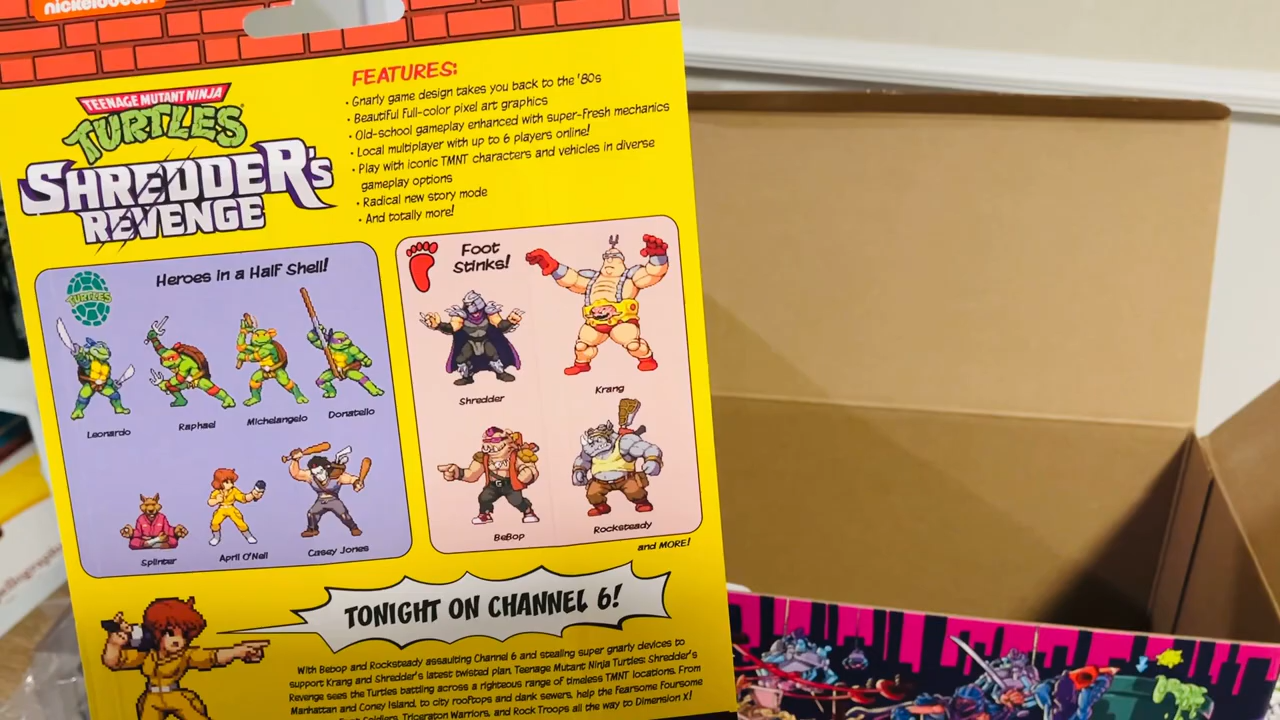 nickelodeon
TEENAGE MUTANT NINJA
TURTLES
SHREDDER'S
REVENGE
FEATURES:
• Gnarly game design takes you back to the '80s
• Beautiful full-color pixel art graphics
• Old-school gameplay enhanced with super-fresh mechanics
• Local multiplayer with up to 6 players online!
• Play with iconic TMNT characters and vehicles in diverse
gameplay options
• Radical new story mode
• And totally more!
TURTLES
Heroes in a Half Shell!
Leonardo
Raphael
Michelangelo
Donatello
Splinter
April O'Neil
Casey Jones
Foot
Stinks!
Shredder
Krang
BeBop
Rocksteady
and MORE!
TONIGHT ON CHANNEL 6!
With Bebop and Rocksteady assaulting Channel 6 and stealing super gnarly devices to
support Krang and Shredder's latest twisted plan, Teenage Mutant Ninja Turtles: Shredder's
Revenge sees the Turtles battling across a righteous range of timeless TMNT locations. From
Manhattan and Coney Island, to city rooftops and dank sewers, help the Fearsome Foursome
Foot Soldiers, Triceraton Warriors, and Rock Troops all the way to Dimension X!